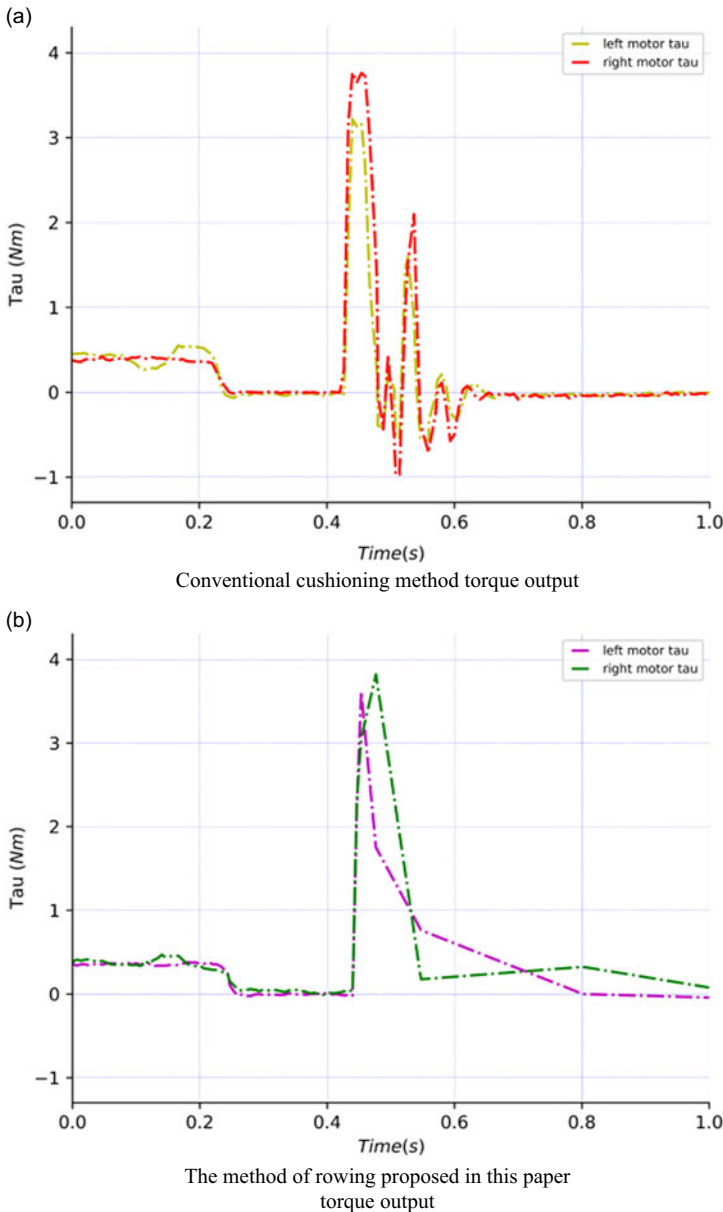 (a)
left motor tau
right motor tau
4
3
2
1
0
−1
Tau (Nm)
0.0 0.2 0.4 0.6 0.8 1.0
Time(s)
Conventional cushioning method torque output
(b)
left motor tau
right motor tau
4
3
2
1
0
−1
Tau (Nm)
0.0 0.2 0.4 0.6 0.8 1.0
Time(s)
The method of rowing proposed in this paper
torque output